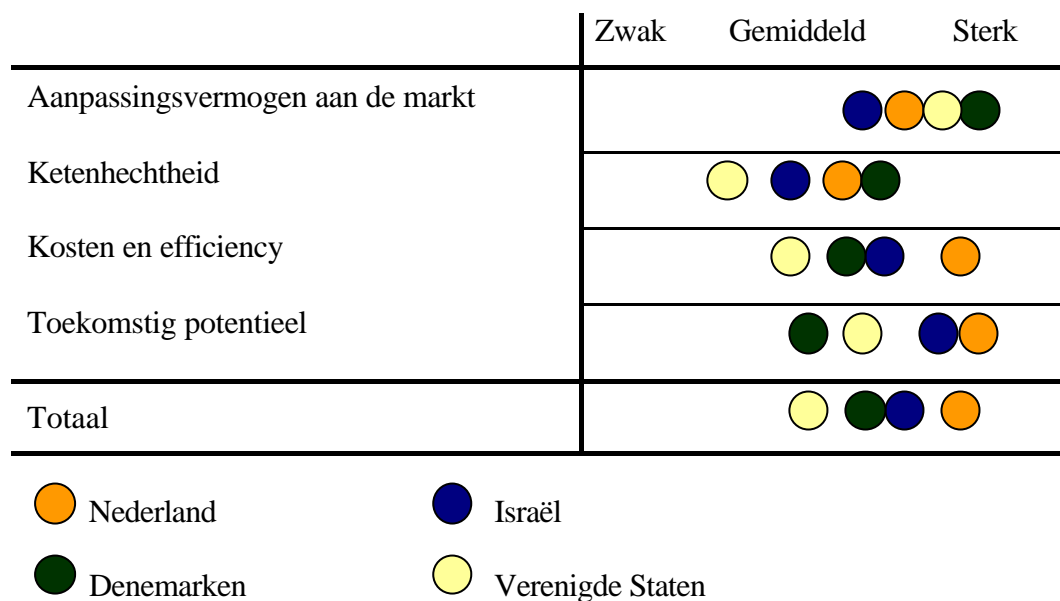 Zwak Gemiddeld Sterk
Aanpassingsvermogen aan de markt
Ketenhechtheid
Kosten en efficiency
Toekomstig potentieel
Totaal
Nederland Israël
Denemarken Verenigde Staten